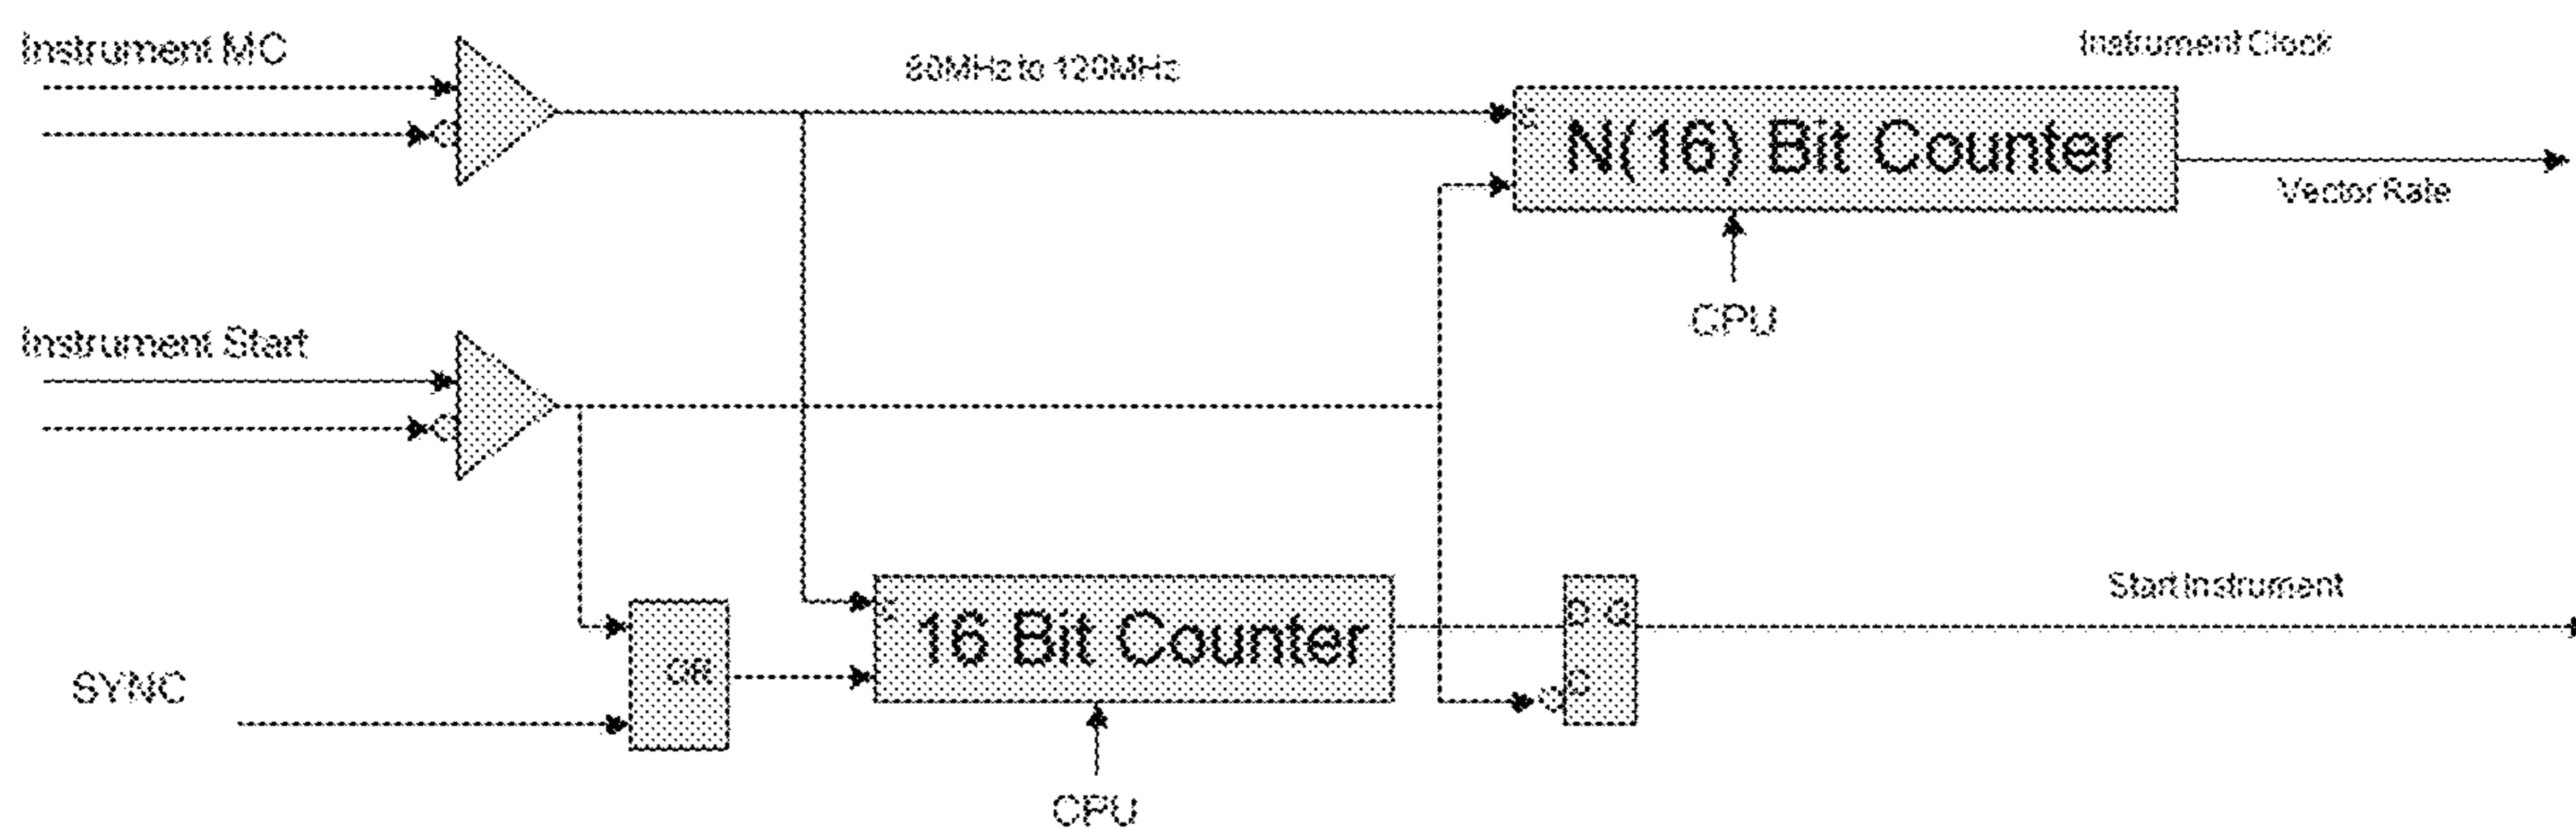 Instrument MC
80MHz to 120MHz
Instrument Clock
N(16) Bit Counter
Vector Rate
CPU
Instrument Start
16 Bit Counter
D Q
Start Instrument
OR
SYNC
C
CPU